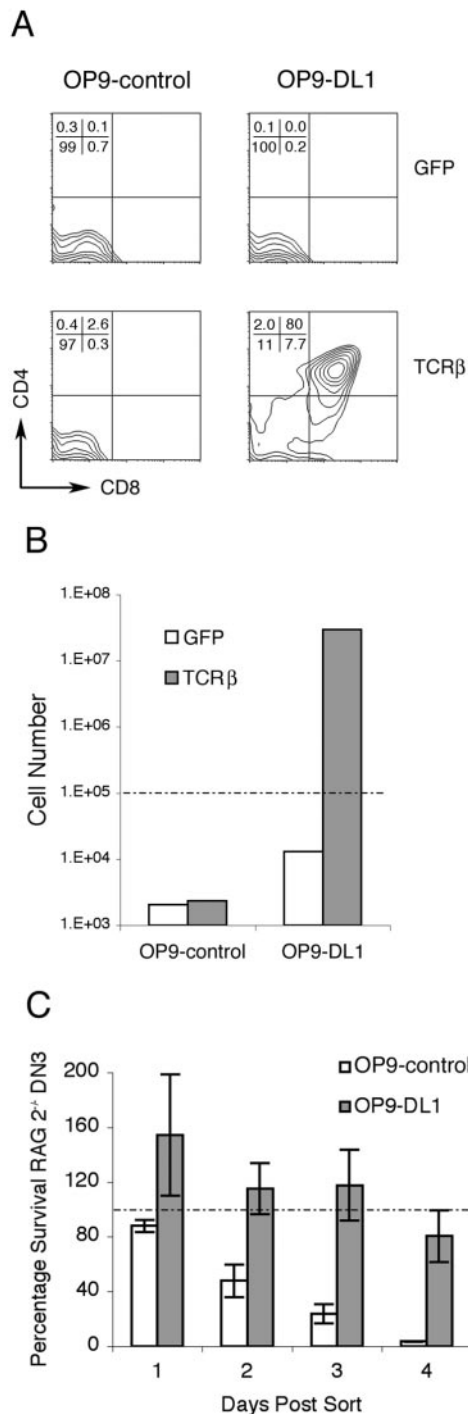 A
OP9-control OP9-DL1
0.3 0.1
99 0.7
0.1 0.0
100 0.2
GFP
0.4 2.6
97 0.3
2.0 80
11 7.7
TCRβ
CD4
CD8
B
1.E+08
1.E+07
1.E+06
1.E+05
1.E+04
1.E+03
Cell Number
GFP
TCRβ
OP9-control OP9-DL1
C
200
160
120
80
40
0
Percentage Survival RAG 2-/- DN3
OP9-control
OP9-DL1
1 2 3 4
Days Post Sort